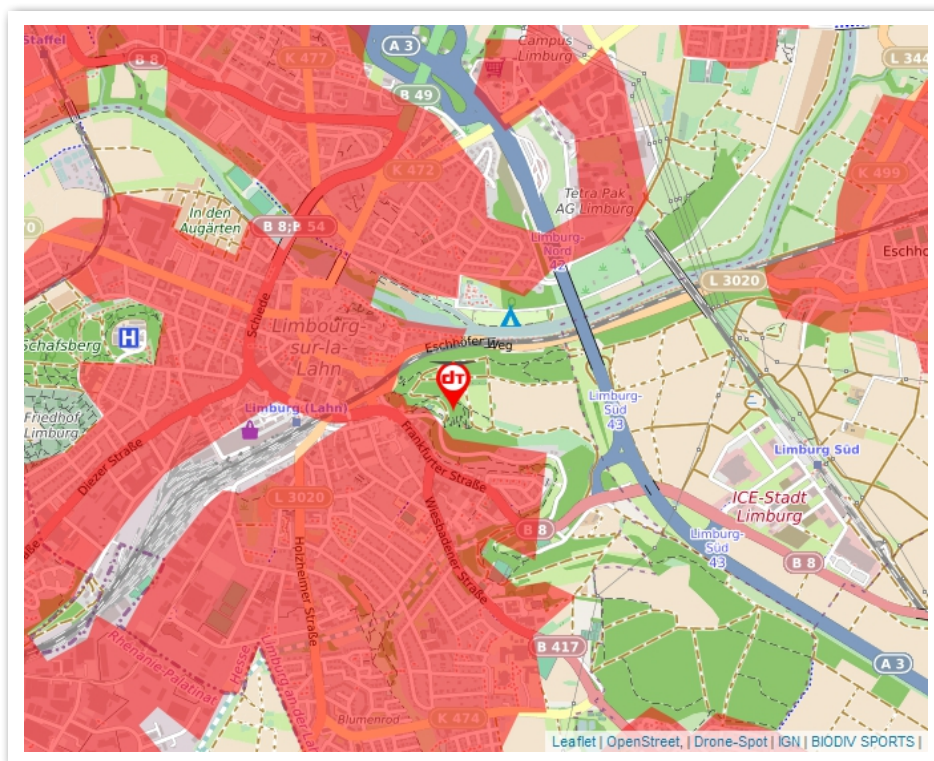 Staffel
B 8
A 3
B 49
Campus
Limburg
L 344
K 472
K 499
In den
Augärten
B 8;B 54
Tetra Pak
AG Limburg
Limburg-
Nord
42
L 3020
Schiede
Limbourg-
sur-la-
Lahn
Eschhöfer Weg
Schafsberg
H
dT
Friedhof
Limburg
Limburg (Lahn)
Limburg-
Süd
43
Diezer Straße
Frankfurter Straße
Limburg Süd
L 3020
Wiesbadener Straße
ICE-Stadt
Limburg
B 8
Limburg-
Süd
43
B 8
Holzheimer Straße
Rhénanie-Palatinat
Hesse
B 417
A 3
Blumenrod
K 474
Leaflet | OpenStreet, | Drone-Spot | IGN | BIODIV SPORTS |